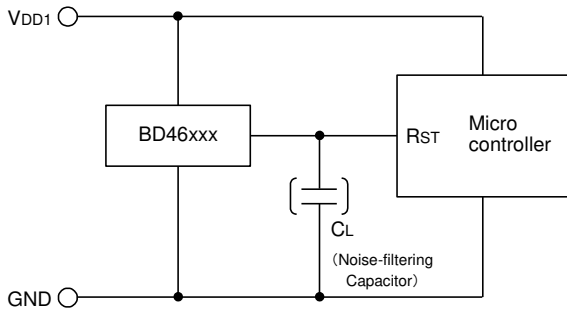 VDD1
BD46xxx
RST
Micro
controller
CL
(Noise-filtering
Capacitor)
GND